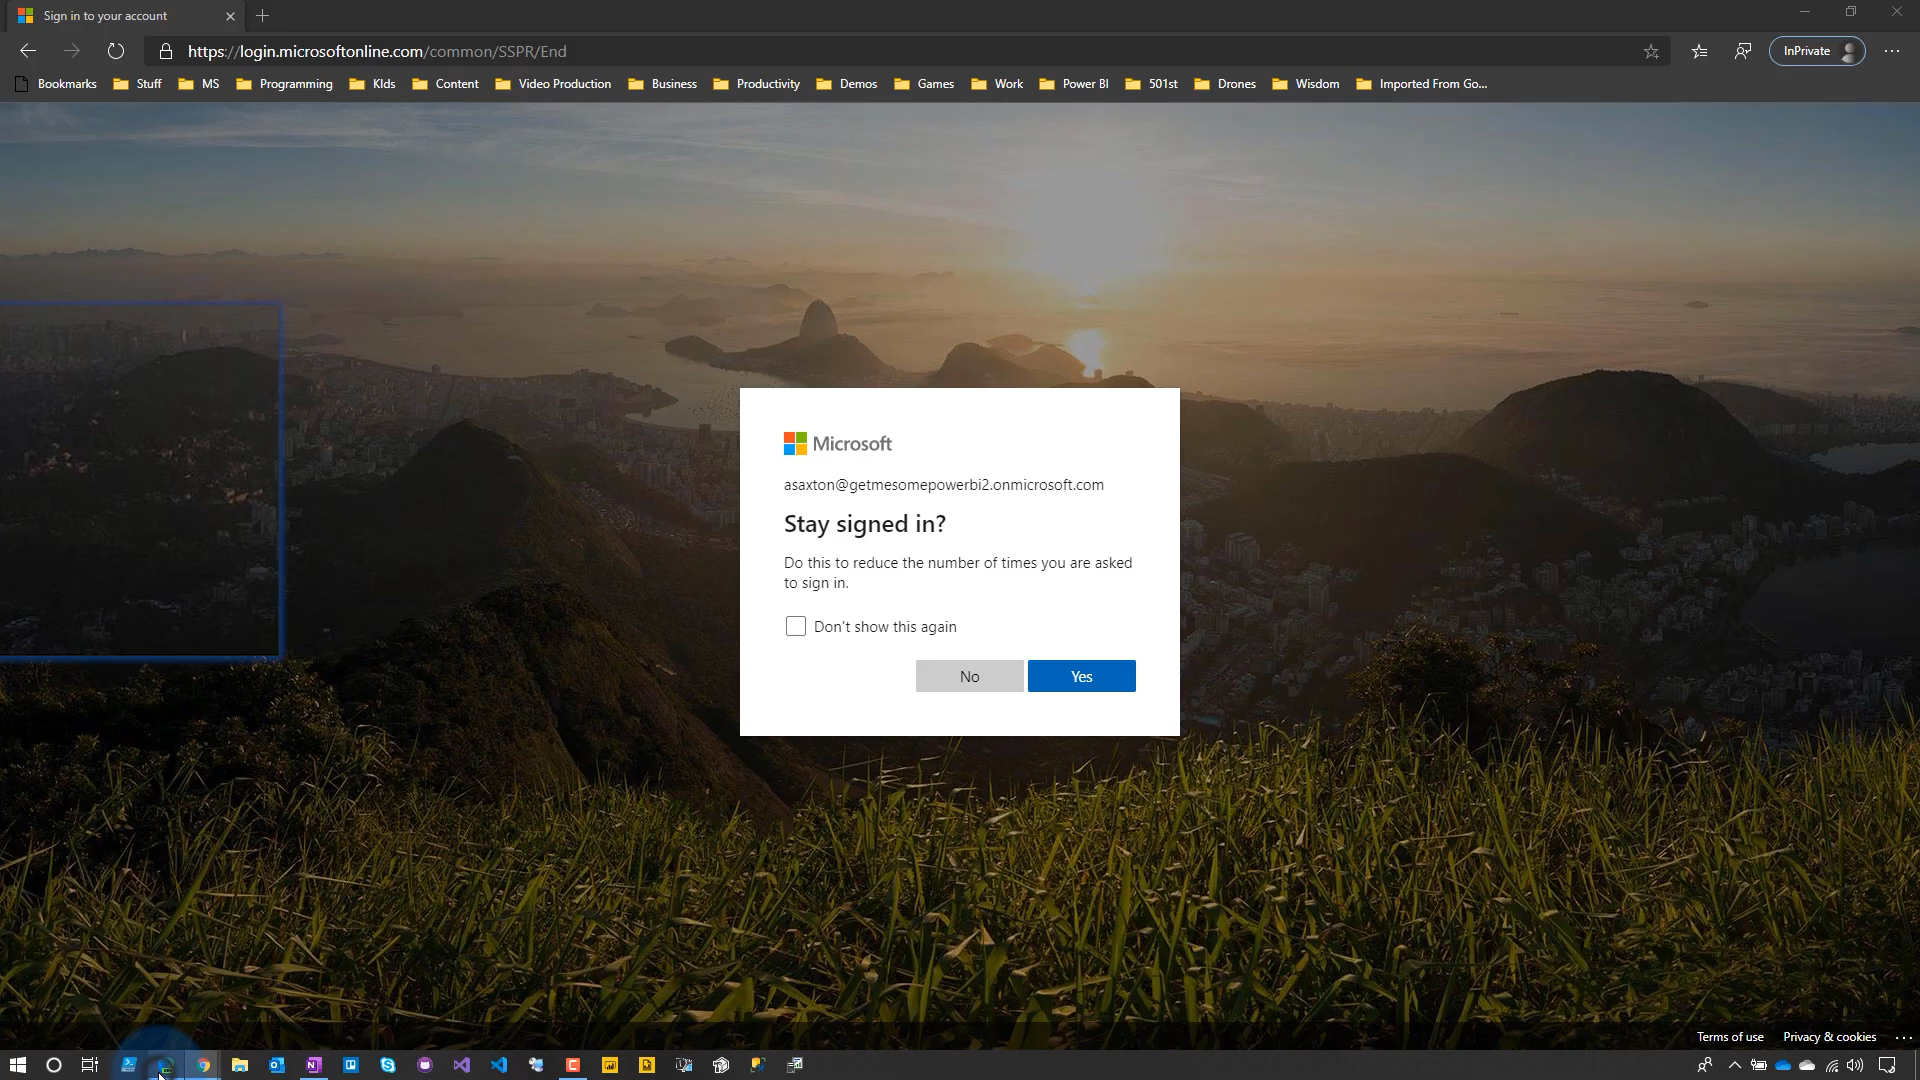 Sign in to your account
https://login.microsoftonline.com/common/SSPR/End
InPrivate
Bookmarks Stuff MS Programming KIds Content Video Production Business Productivity Demos Games Work Power BI 501st Drones Wisdom Imported From Go...
Microsoft
asaxton@getmesomepowerbi2.onmicrosoft.com
Stay signed in?
Do this to reduce the number of times you are asked
to sign in.
Don't show this again
No Yes
Terms of use Privacy & cookies ...